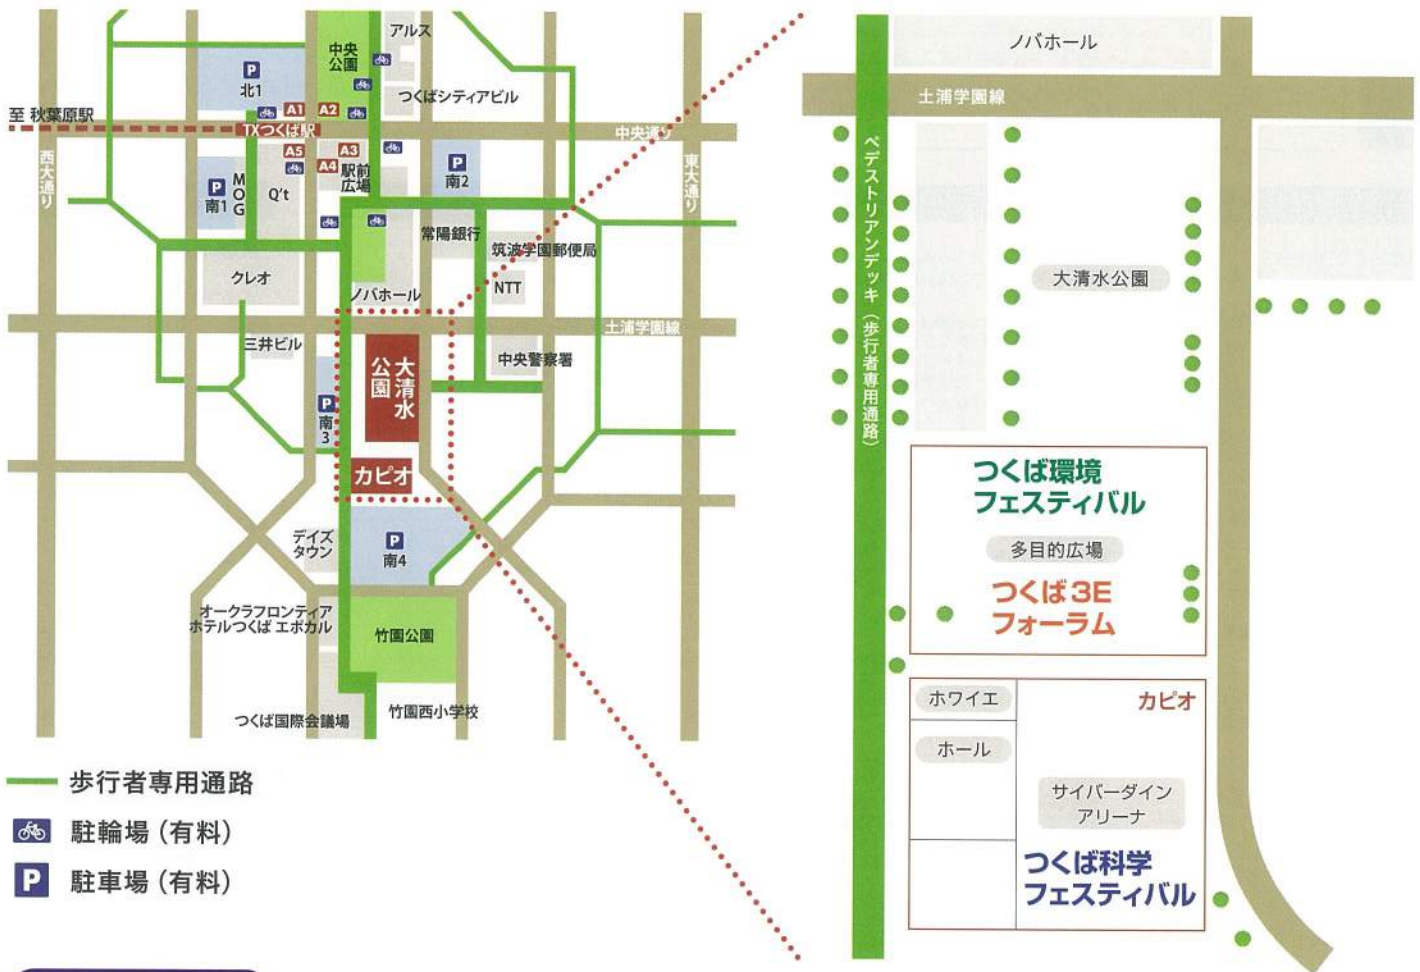 アルス
中央
公園
P
北1
つくばシティアビル
A1
A2
至 秋葉原駅
TXつくば駅
中央通り
A5
A3
A4
駅前
広場
西大通り
東大通り
P
南1
MOG
Q't
P
南2
常陽銀行
筑波学園郵便局
クレオ
ノバホール
NTT
土浦学園線
三井ビル
中央警察署
大清水
公園
P
南3
カピオ
デイズ
タウン
P
南4
オークラフロンティア
ホテルつくば エポカル
竹園公園
つくば国際会議場
竹園西小学校
歩行者専用通路
駐輪場（有料）
P
駐車場（有料）
ノバホール
土浦学園線
ペデストリアンデッキ（歩行者専用通路）
大清水公園
つくば環境
フェスティバル
多目的広場
つくば3E
フォーラム
ホワイエ
カピオ
ホール
サイバーダイン
アリーナ
つくば科学
フェスティバル